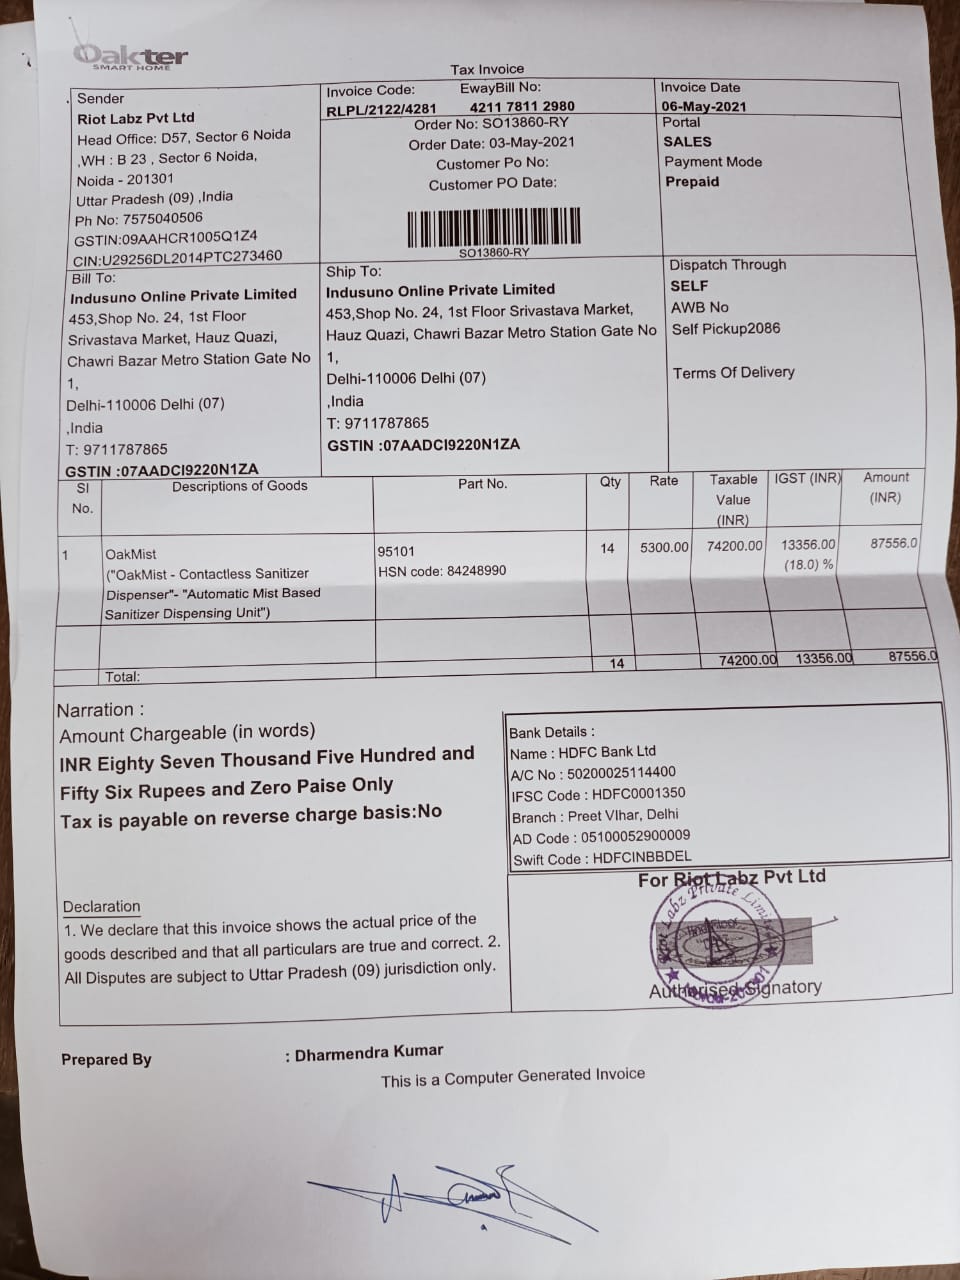 Oakter
SMART HOME
Tax Invoice
Sender
Riot Labz Pvt Ltd
Head Office: D57, Sector 6 Noida
,WH : B 23 , Sector 6 Noida,
Noida - 201301
Uttar Pradesh (09) ,India
Ph No: 7575040506
GSTIN:09AAHCR1005Q1Z4
CIN:U29256DL2014PTC273460
Invoice Code: EwayBill No:
RLPL/2122/4281 4211 7811 2980
Order No: SO13860-RY
Order Date: 03-May-2021
Customer Po No:
Customer PO Date:
SO13860-RY
Invoice Date
06-May-2021
Portal
SALES
Payment Mode
Prepaid
Bill To:
Indusuno Online Private Limited
453,Shop No. 24, 1st Floor
Srivastava Market, Hauz Quazi,
Chawri Bazar Metro Station Gate No
1,
Delhi-110006 Delhi (07)
,India
T: 9711787865
GSTIN :07AADCI9220N1ZA
Ship To:
Indusuno Online Private Limited
453,Shop No. 24, 1st Floor Srivastava Market,
Hauz Quazi, Chawri Bazar Metro Station Gate No
1,
Delhi-110006 Delhi (07)
,India
T: 9711787865
GSTIN :07AADCI9220N1ZA
Dispatch Through
SELF
AWB No
Self Pickup2086
Terms Of Delivery
SI No. Descriptions of Goods Part No. Qty Rate Taxable Value (INR) IGST (INR) Amount (INR)
1 OakMist 95101 14 5300.00 74200.00 13356.00 87556.0
("OakMist - Contactless Sanitizer HSN code: 84248990 (18.0) %
Dispenser"- "Automatic Mist Based
Sanitizer Dispensing Unit")
Total: 14 74200.00 13356.00 87556.0
Narration :
Amount Chargeable (in words)
INR Eighty Seven Thousand Five Hundred and
Fifty Six Rupees and Zero Paise Only
Tax is payable on reverse charge basis:No
Bank Details :
Name : HDFC Bank Ltd
A/C No : 50200025114400
IFSC Code : HDFC0001350
Branch : Preet VIhar, Delhi
AD Code : 05100052900009
Swift Code : HDFCINBBDEL
Declaration
1. We declare that this invoice shows the actual price of the
goods described and that all particulars are true and correct. 2.
All Disputes are subject to Uttar Pradesh (09) jurisdiction only.
For Riot Labz Pvt Ltd
Authorised Signatory
Prepared By : Dharmendra Kumar
This is a Computer Generated Invoice